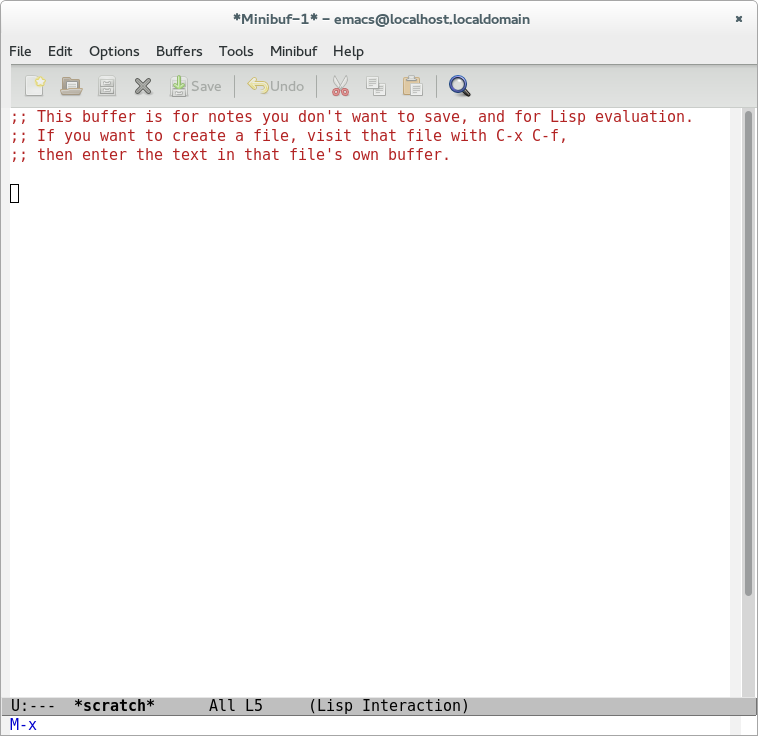 *Minibuf-1* - emacs@localhost.localdomain
File Edit Options Buffers Tools Minibuf Help
Save Undo
;; This buffer is for notes you don't want to save, and for Lisp evaluation.
;; If you want to create a file, visit that file with C-x C-f,
;; then enter the text in that file's own buffer.
U:--- *scratch* All L5 (Lisp Interaction)
M-x